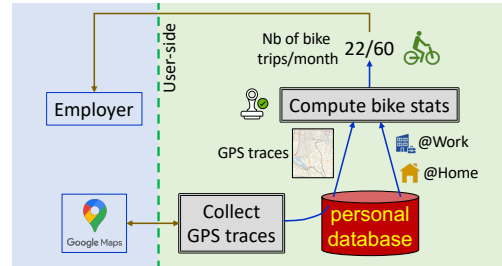 User-side
Nb of bike
trips/month
22/60
Employer
Compute bike stats
GPS traces
@Work
@Home
Google Maps
Collect
GPS traces
personal
database